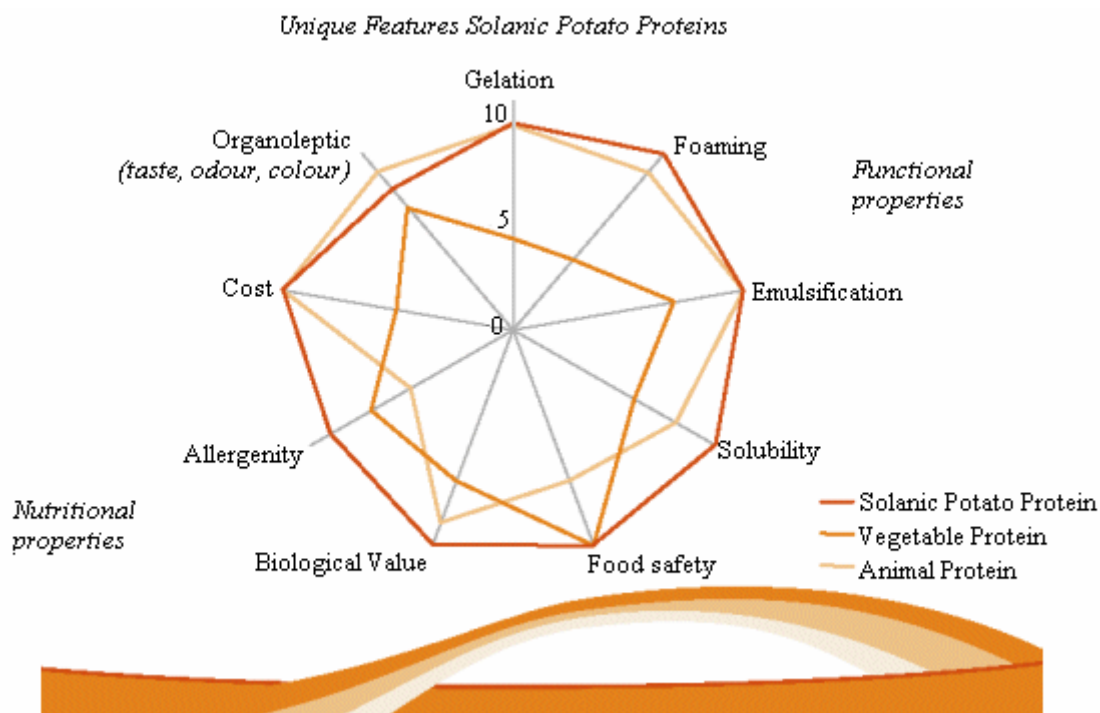 Unique Features Solanic Potato Proteins
Gelation
10
Organoleptic
(taste, odour, colour)
Foaming
Functional
properties
5
Cost
Emulsification
0
Allergenity
Solubility
Nutritional
properties
Biological Value
Food safety
Solanic Potato Protein
Vegetable Protein
Animal Protein